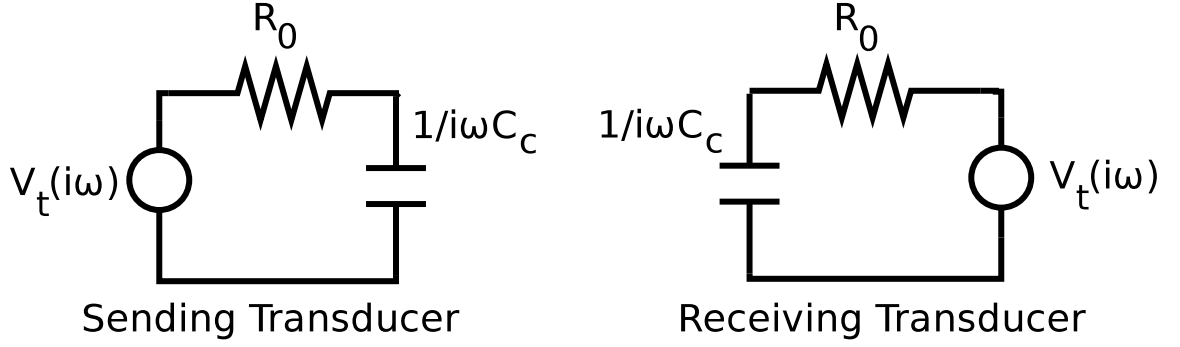 R0
1/iωCc
Vt(iω)
Sending Transducer
R0
1/iωCc
Vt(iω)
Receiving Transducer